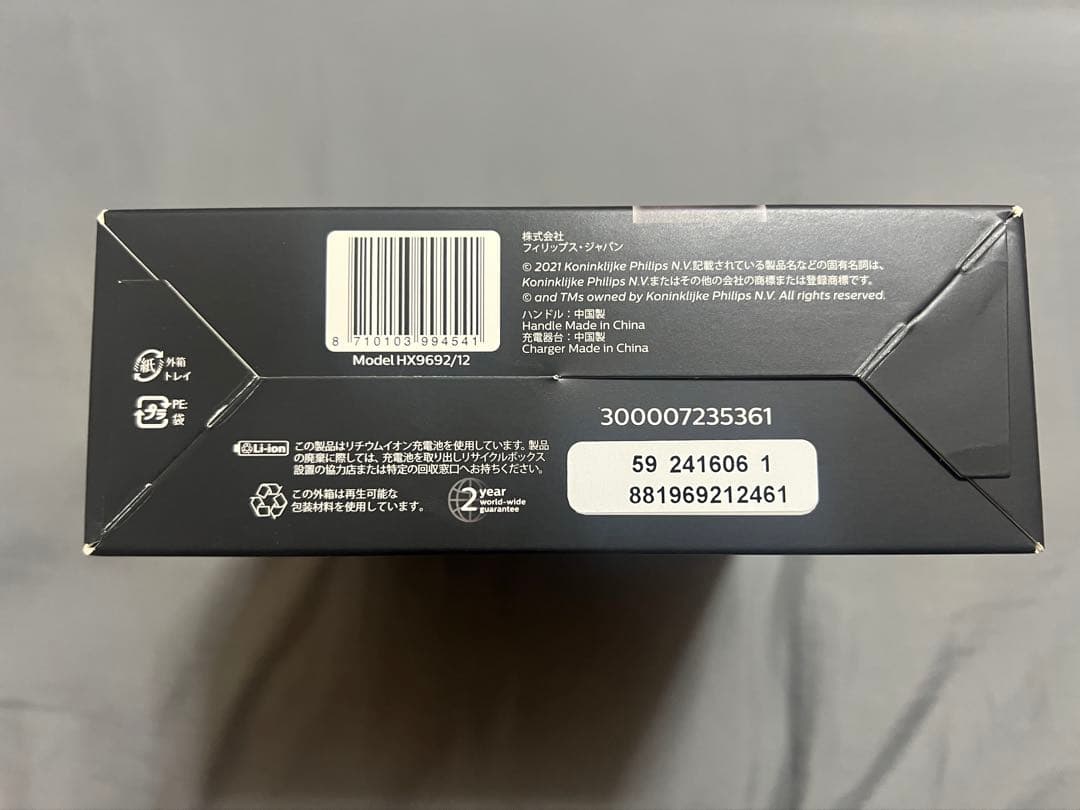 株式会社
フィリップス・ジャパン
© 2021 Koninklijke Philips N.V.記載されている製品名などの固有名詞は、
Koninklijke Philips N.V.またはその他の会社の商標または登録商標です。
© and TMs owned by Koninklijke Philips N.V. All rights reserved.
ハンドル：中国製
Handle Made in China
充電器台：中国製
Charger Made in China
8 710103 994541
Model HX9692/12
紙 外箱
トレイ
プラ PE:
袋
300007235361
Li-ion この製品はリチウムイオン充電池を使用しています。製品
の廃棄に際しては、充電池を取り出しリサイクルボックス
設置の協力店または特定の回収窓口へお持ちください。
この外箱は再生可能な
包装材料を使用しています。
2 year
world-wide
guarantee
59 241606 1
881969212461